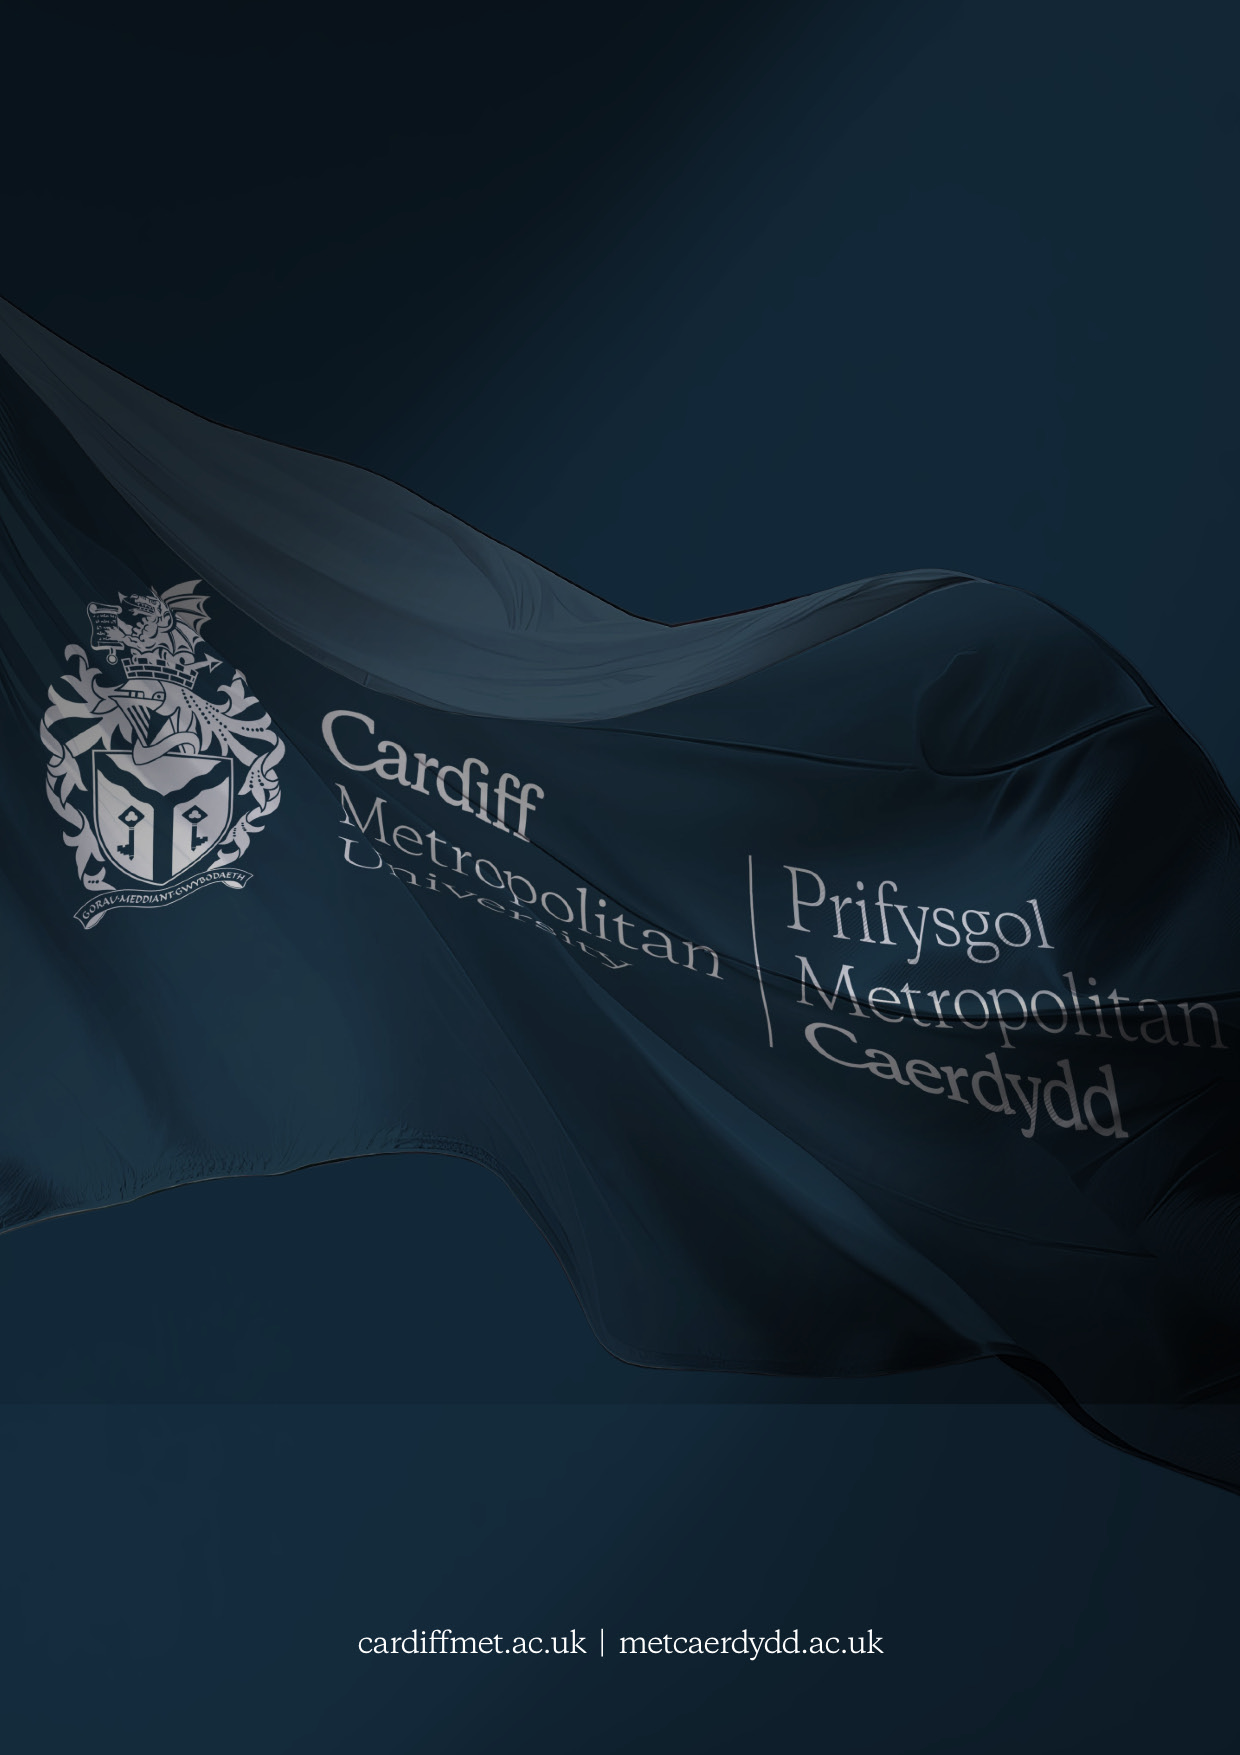 GORAU·MEDDIANT·GWYBODAETH
Cardiff
Metropolitan
University
Prifysgol
Metropolitan
Caerdydd
cardiffmet.ac.uk | metcaerdydd.ac.uk